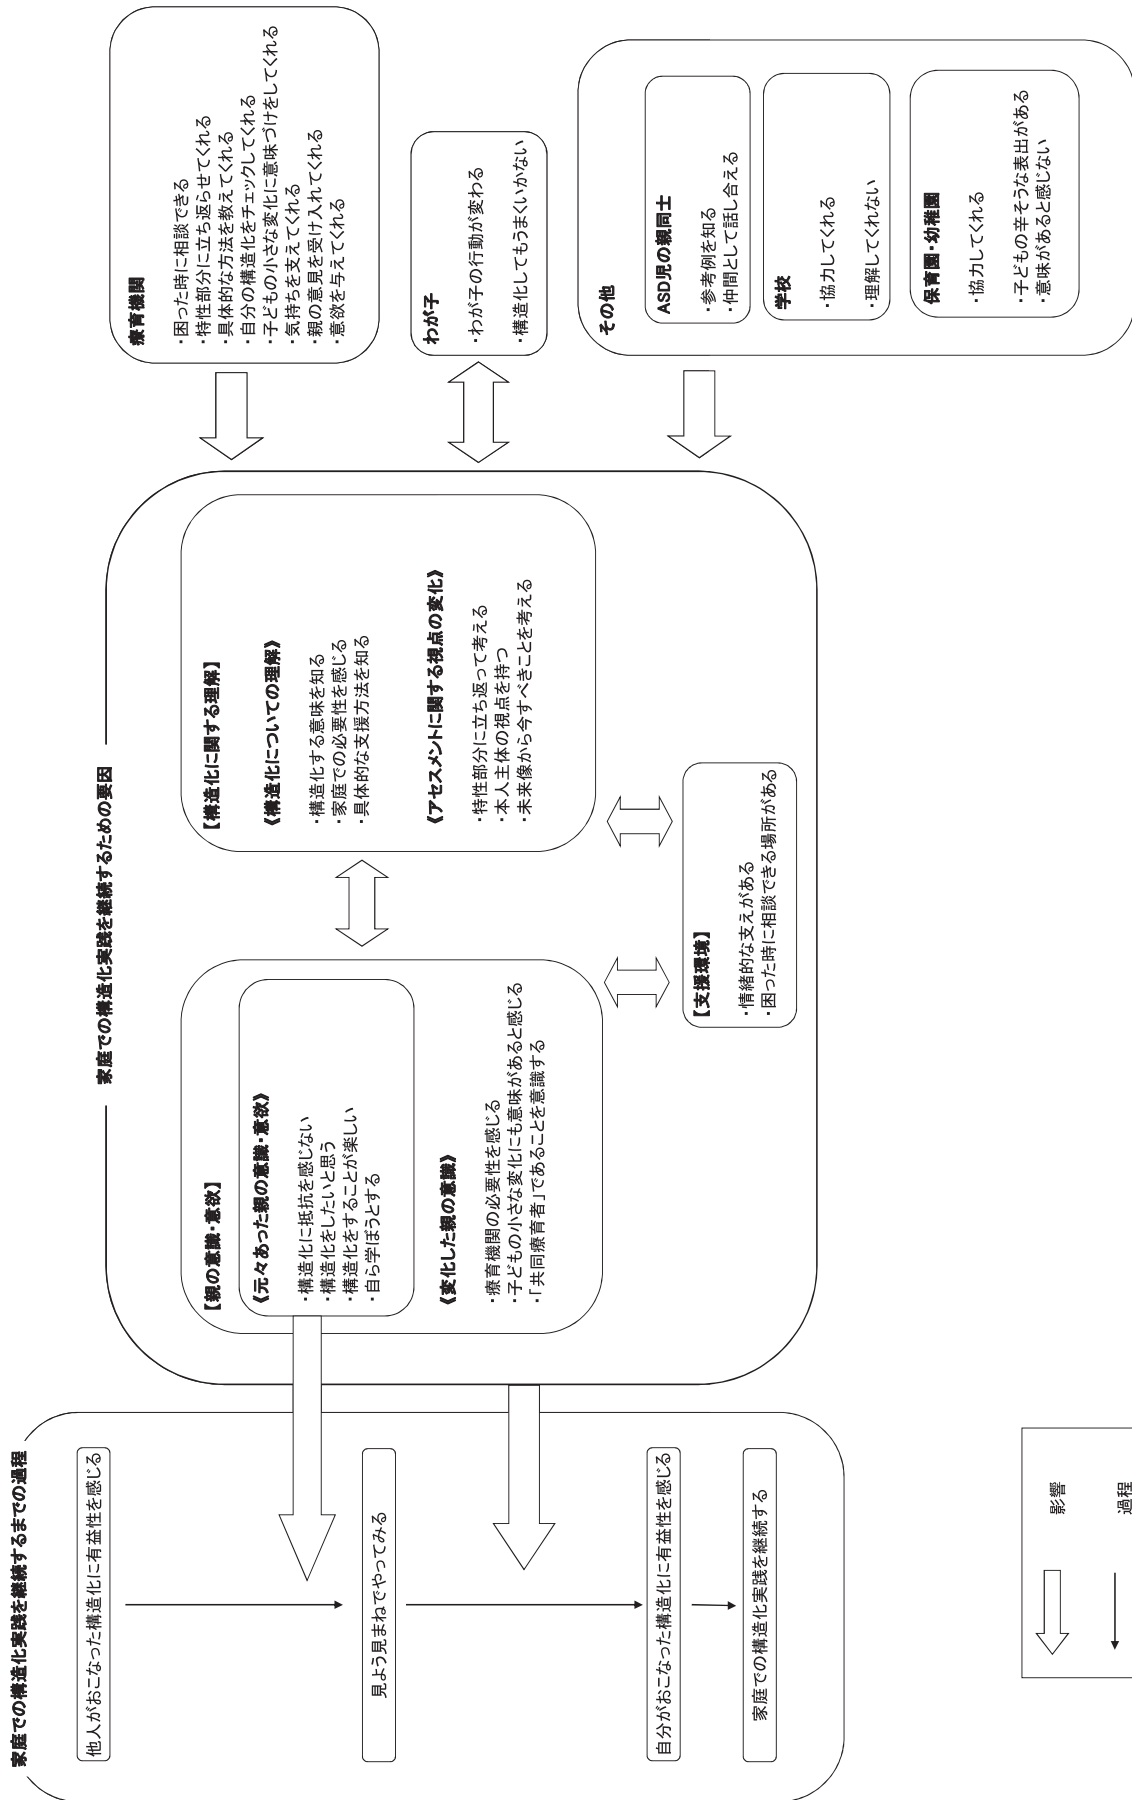 家庭での構造化実践を継続するまでの過程
他人がおこなった構造化に有益性を感じる
見よう見まねでやってみる
自分がおこなった構造化に有益性を感じる
家庭での構造化実践を継続する
家庭での構造化実践を継続するための要因
【親の意識・意欲】
《元々あった親の意識・意欲》
・構造化に抵抗を感じない
・構造化をしたいと思う
・構造化をすることが楽しい
・自ら学ぼうとする
《変化した親の意識》
・療育機関の必要性を感じる
・子どもの小さな変化にも意味があると感じる
・「共同療育者」であることを意識する
【構造化に関する理解】
《構造化についての理解》
・構造化する意味を知る
・家庭での必要性を感じる
・具体的な支援方法を知る
《アセスメントに関する視点の変化》
・特性部分に立ち返って考える
・本人主体の視点を持つ
・未来像から今すべきことを考える
【支援環境】
・情緒的な支えがある
・困った時に相談できる場所がある
療育機関
・困った時に相談できる
・特性部分に立ち返らせてくれる
・具体的な方法を教えてくれる
・自分の構造化をチェックしてくれる
・子どもの小さな変化に意味づけをしてくれる
・気持ちを支えてくれる
・親の意見を受け入れてくれる
・意欲を与えてくれる
わが子
・わが子の行動が変わる
・構造化してもうまくいかない
その他
ASD児の親同士
・参考例を知る
・仲間として話し合える
学校
・協力してくれる
・理解してくれない
保育園・幼稚園
・協力してくれる
・子どもの辛そうな表出がある
・意味があると感じない
影響
過程